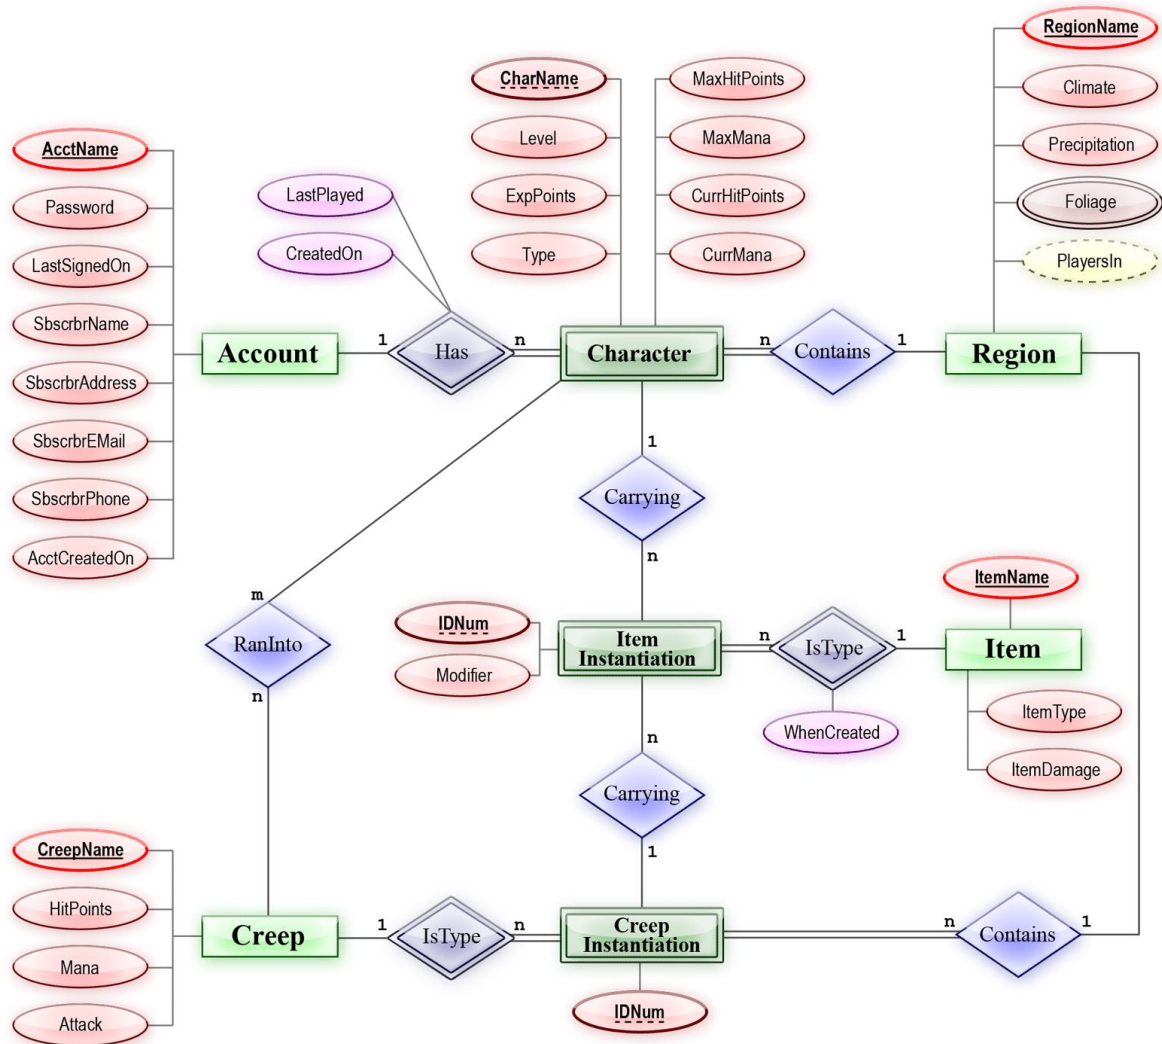 RegionName
CharName
MaxHitPoints
Climate
Level
MaxMana
AcctName
Precipitation
Password
LastPlayed
ExpPoints
CurrHitPoints
Foliage
LastSignedOn
CreatedOn
Type
CurrMana
PlayersIn
SbscrbrName
Account
1
Has
n
Character
n
Contains
1
Region
SbscrbrAddress
SbscrbrEMail
SbscrbrPhone
AcctCreatedOn
1
Carrying
n
m
RanInto
n
IDNum
Modifier
Item
Instantiation
n
IsType
1
ItemName
Item
WhenCreated
ItemType
ItemDamage
n
Carrying
1
CreepName
HitPoints
Mana
Attack
Creep
1
IsType
n
Creep
Instantiation
n
Contains
1
IDNum